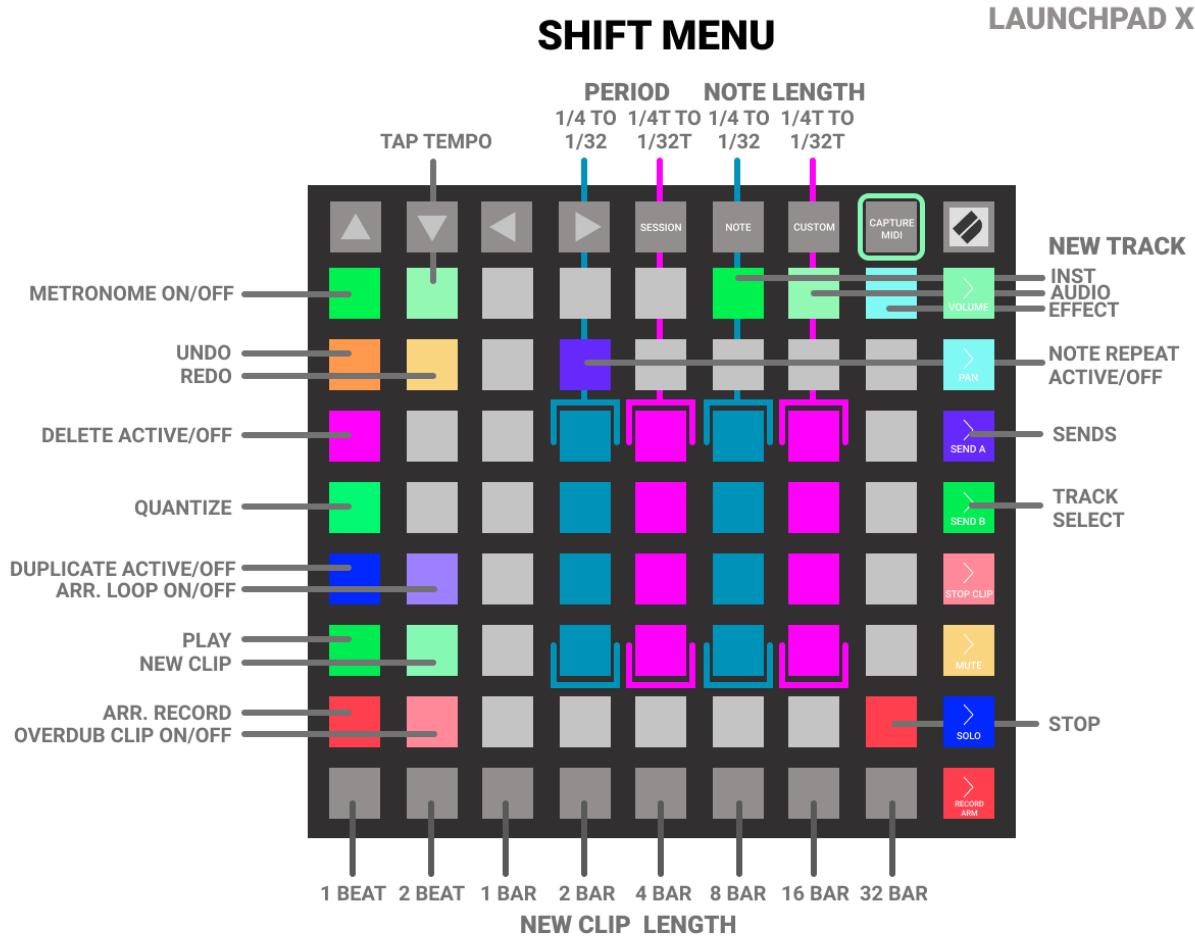 LAUNCHPAD X
SHIFT MENU
PERIOD
NOTE LENGTH
1/4 TO
1/32
1/4T TO
1/32T
1/4 TO
1/32
1/4T TO
1/32T
TAP TEMPO
SESSION
NOTE
CUSTOM
CAPTURE
MIDI
NEW TRACK
INST
AUDIO
EFFECT
METRONOME ON/OFF
VOLUME
UNDO
REDO
PAN
NOTE REPEAT
ACTIVE/OFF
DELETE ACTIVE/OFF
SEND A
SENDS
QUANTIZE
SEND B
TRACK
SELECT
DUPLICATE ACTIVE/OFF
ARR. LOOP ON/OFF
STOP CLIP
PLAY
NEW CLIP
MUTE
ARR. RECORD
OVERDUB CLIP ON/OFF
SOLO
STOP
RECORD
ARM
1 BEAT
2 BEAT
1 BAR
2 BAR
4 BAR
8 BAR
16 BAR
32 BAR
NEW CLIP LENGTH